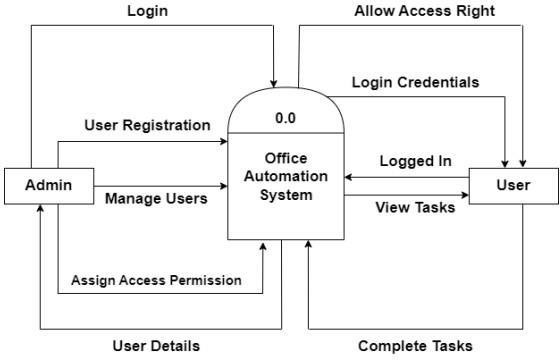 Login
Allow Access Right
Login Credentials
0.0
User Registration
Office
Automation
System
Logged In
Admin
User
Manage Users
View Tasks
Assign Access Permission
User Details
Complete Tasks